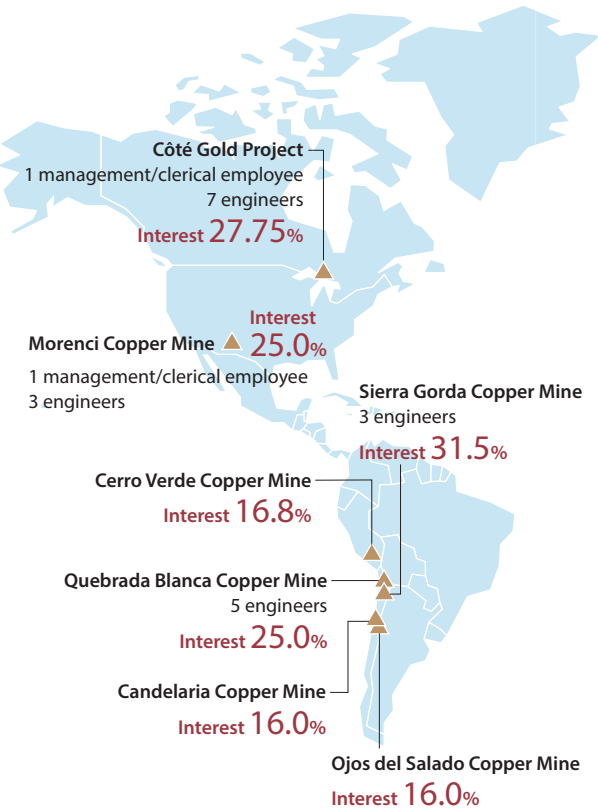 Côté Gold Project
1 management/clerical employee
7 engineers
Interest 27.75%
Interest
25.0%
Morenci Copper Mine
1 management/clerical employee
3 engineers
Sierra Gorda Copper Mine
3 engineers
Interest 31.5%
Cerro Verde Copper Mine
Interest 16.8%
Quebrada Blanca Copper Mine
5 engineers
Interest 25.0%
Candelaria Copper Mine
Interest 16.0%
Ojos del Salado Copper Mine
Interest 16.0%